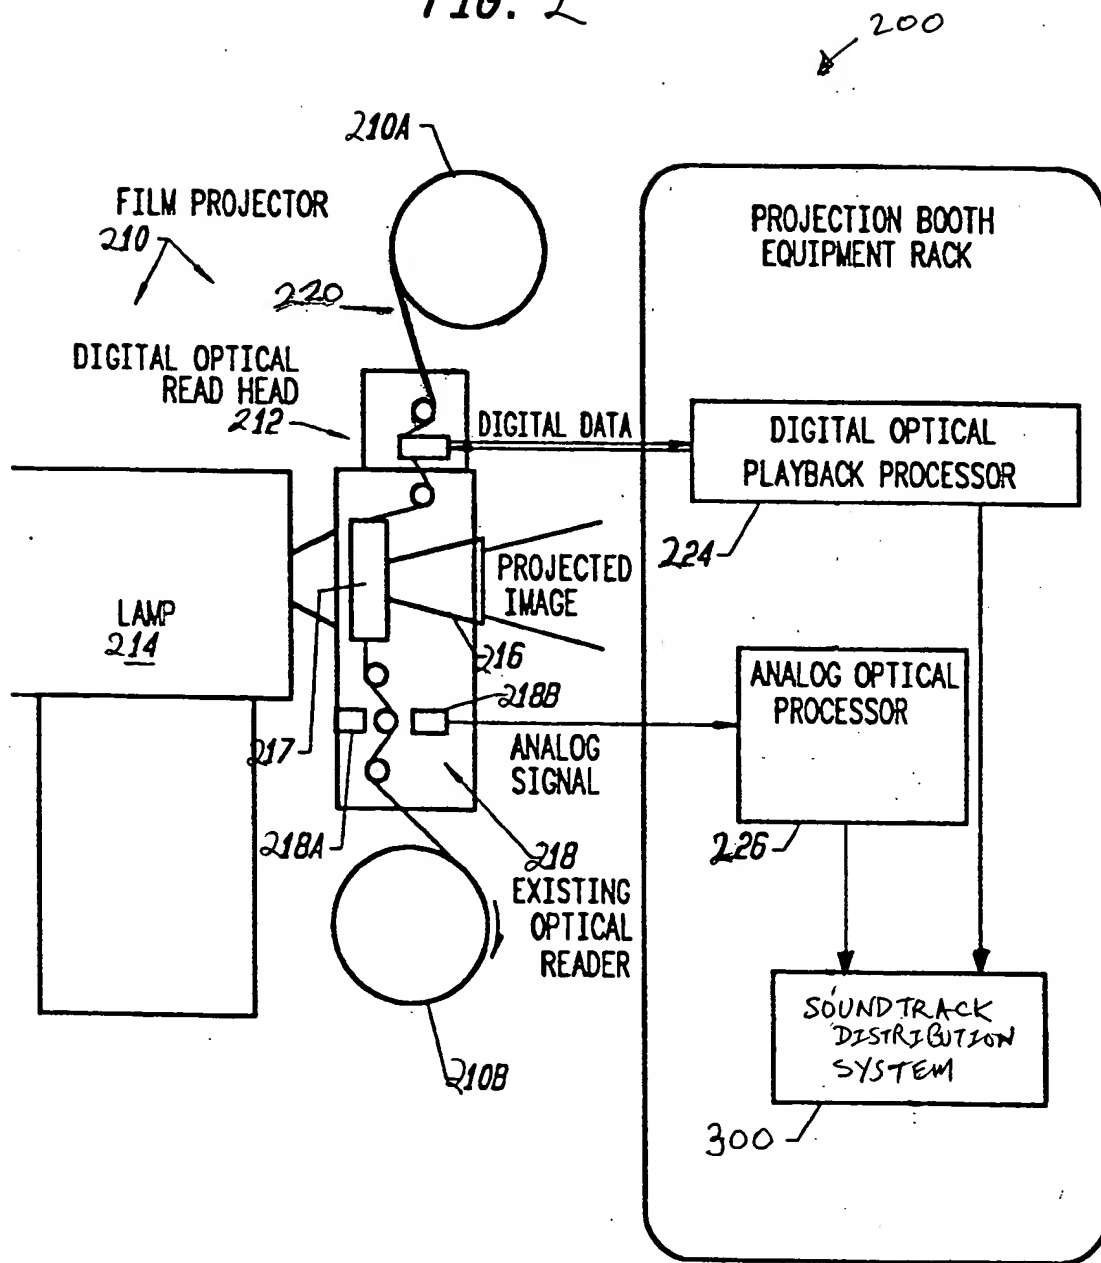 FIG. 2
200
210A
FILM PROJECTOR
210
220
PROJECTION BOOTH
EQUIPMENT RACK
DIGITAL OPTICAL
READ HEAD
212
DIGITAL DATA
DIGITAL OPTICAL
PLAYBACK PROCESSOR
224
LAMP
214
PROJECTED
IMAGE
216
217
218B
ANALOG
SIGNAL
ANALOG OPTICAL
PROCESSOR
226
218A
218
EXISTING
OPTICAL
READER
210B
SOUNDTRACK
DISTRIBUTION
SYSTEM
300